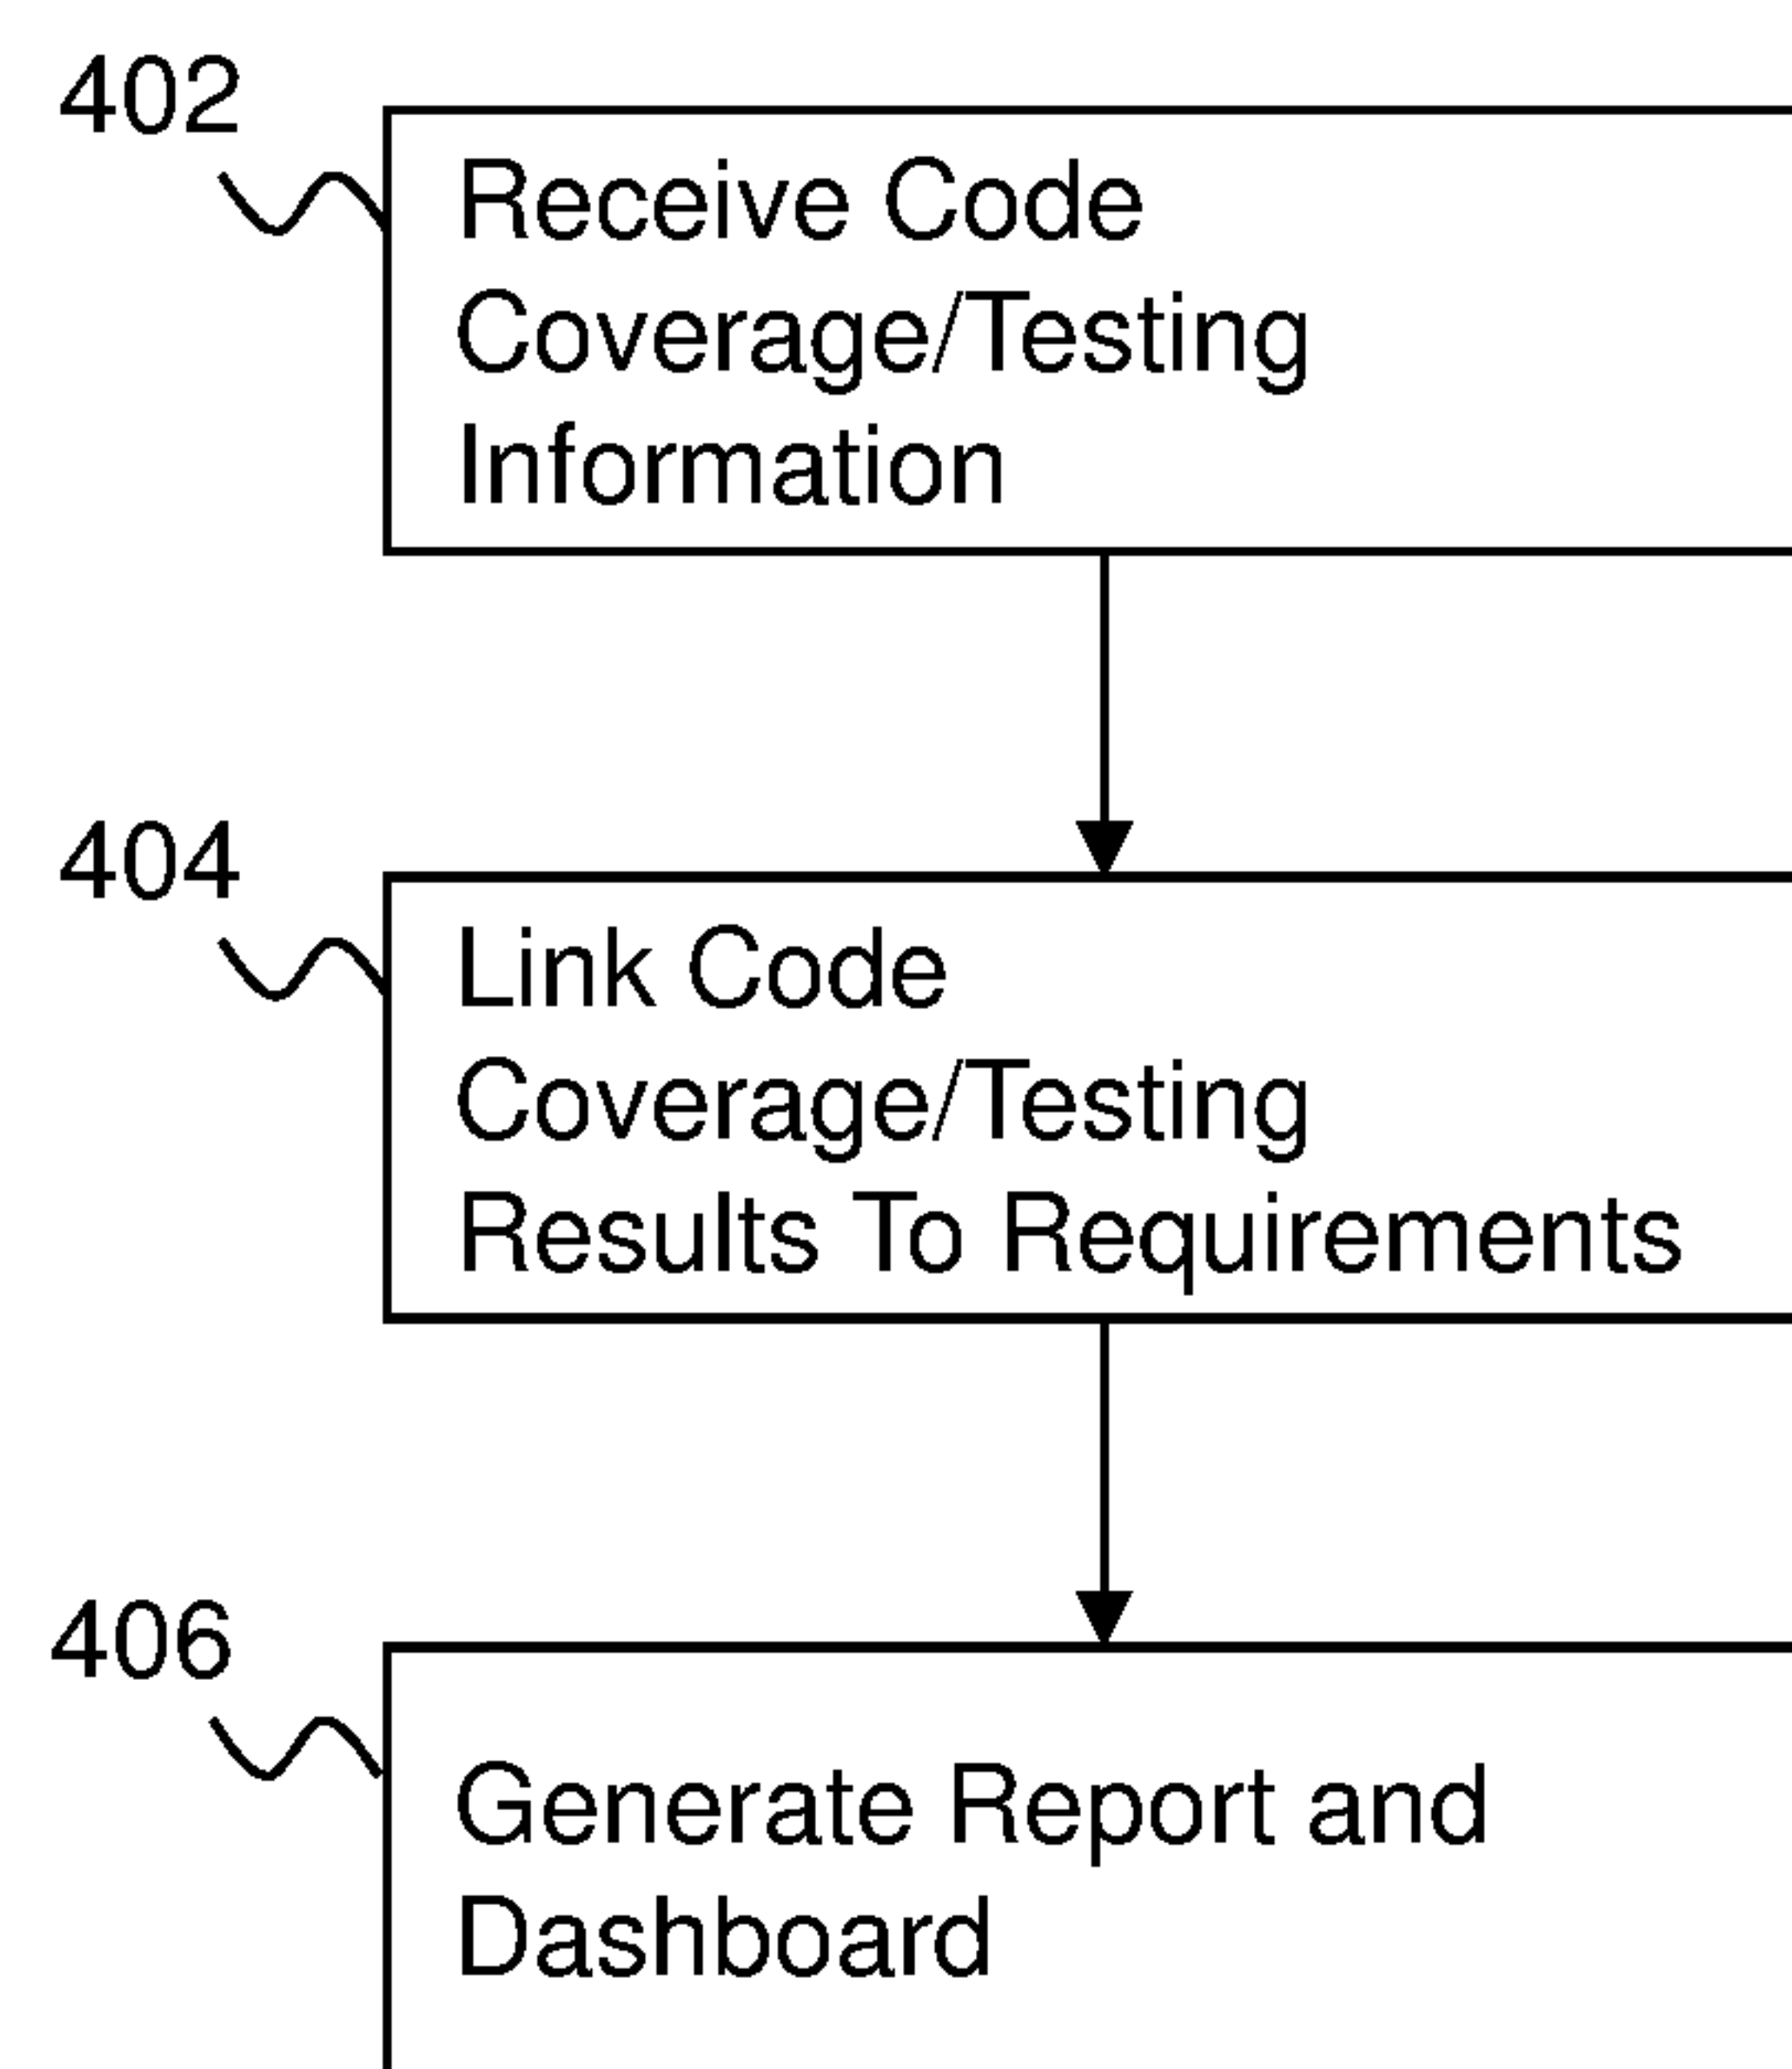 402
Receive Code
Coverage/Testing
Information
404
Link Code
Coverage/Testing
Results To Requirements
406
Generate Report and
Dashboard